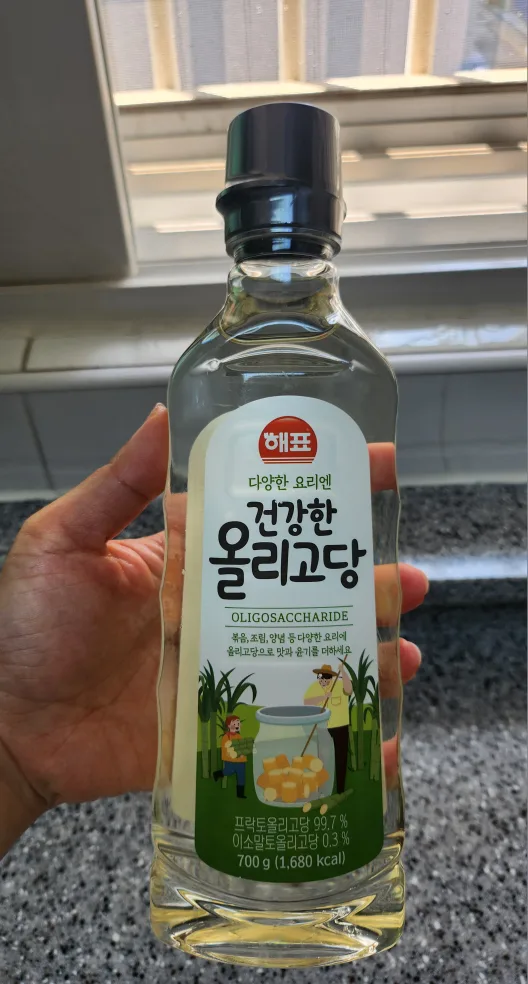 해표
다양한 요리엔
건강한
올리고당
OLIGOSACCHARIDE
볶음, 조림, 양념 등 다양한 요리에
올리고당으로 맛과 윤기를 더하세요
프락토올리고당 99.7 %
이소말토올리고당 0.3 %
700 g (1,680 kcal)